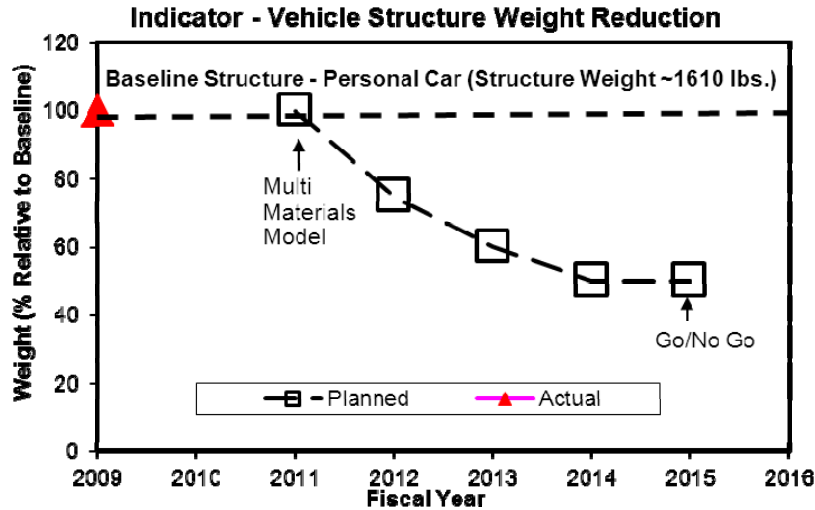 Indicator - Vehicle Structure Weight Reduction
Weight (% Relative to Baseline)
120
100
80
60
40
20
0
Baseline Structure - Personal Car (Structure Weight ~1610 lbs.)
Multi
Materials
Model
Go/No Go
Planned
Actual
2009 2010 2011 2012 2013 2014 2015 2016
Fiscal Year